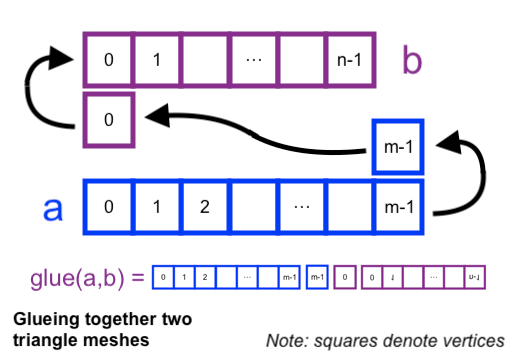 0 1 ... n-1 b
0
m-1
a 0 1 2 ... m-1
glue(a,b) = 0 1 2 ... m-1 m-1 0 0 1 ... n-1
Glueing together two
triangle meshes
Note: squares denote vertices